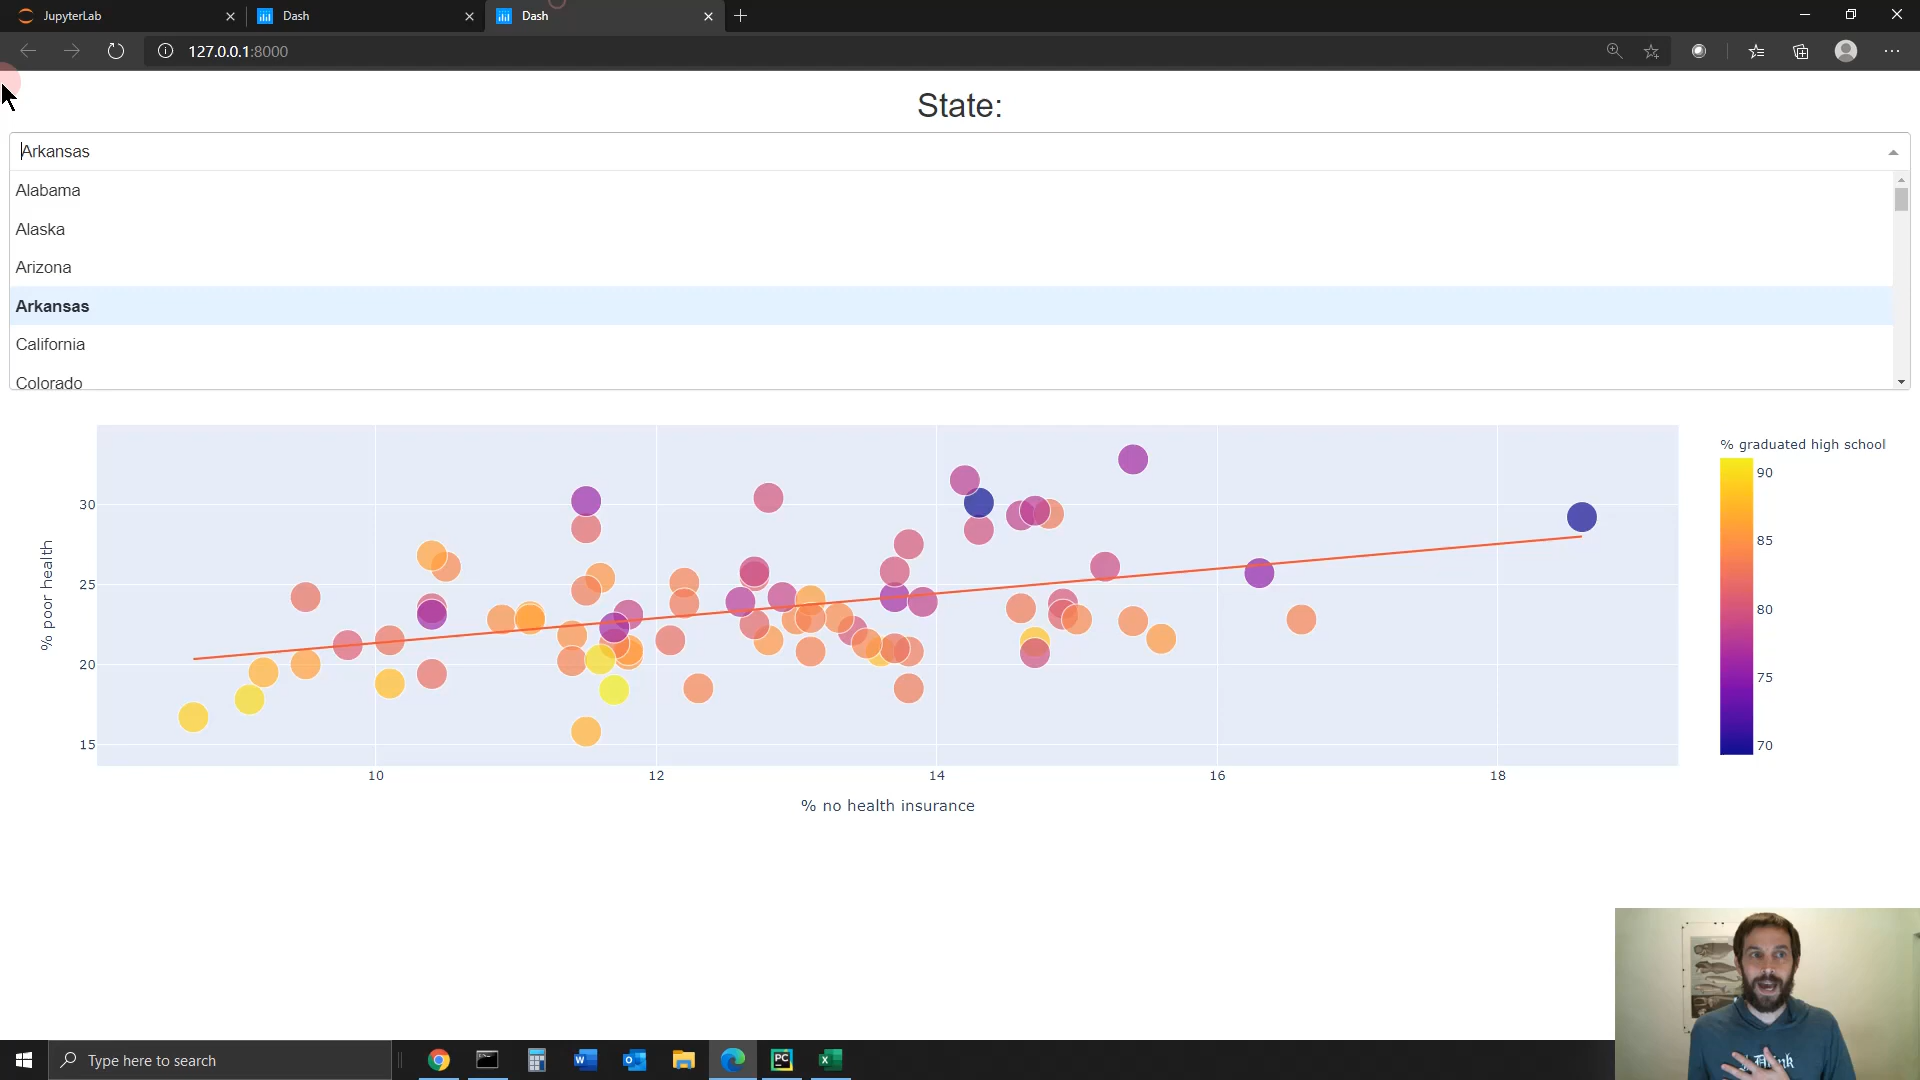 JupyterLab
Dash
Dash
127.0.0.1:8000
State:
Arkansas
Alabama
Alaska
Arizona
Arkansas
California
Colorado
% graduated high school
90
85
80
75
70
30
25
20
15
% poor health
10
12
14
16
18
% no health insurance
Type here to search